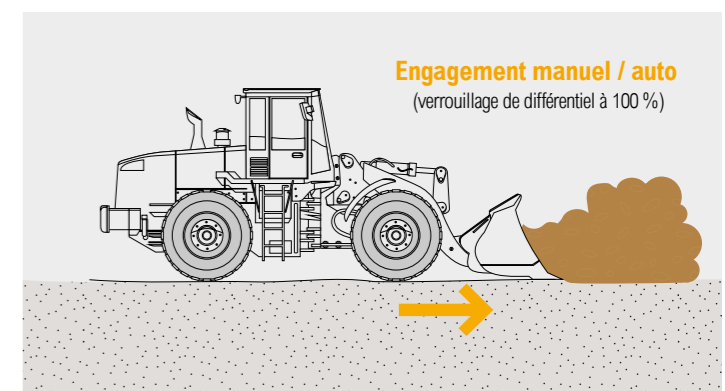 Engagement manuel / auto
(verrouillage de différentiel à 100 %)